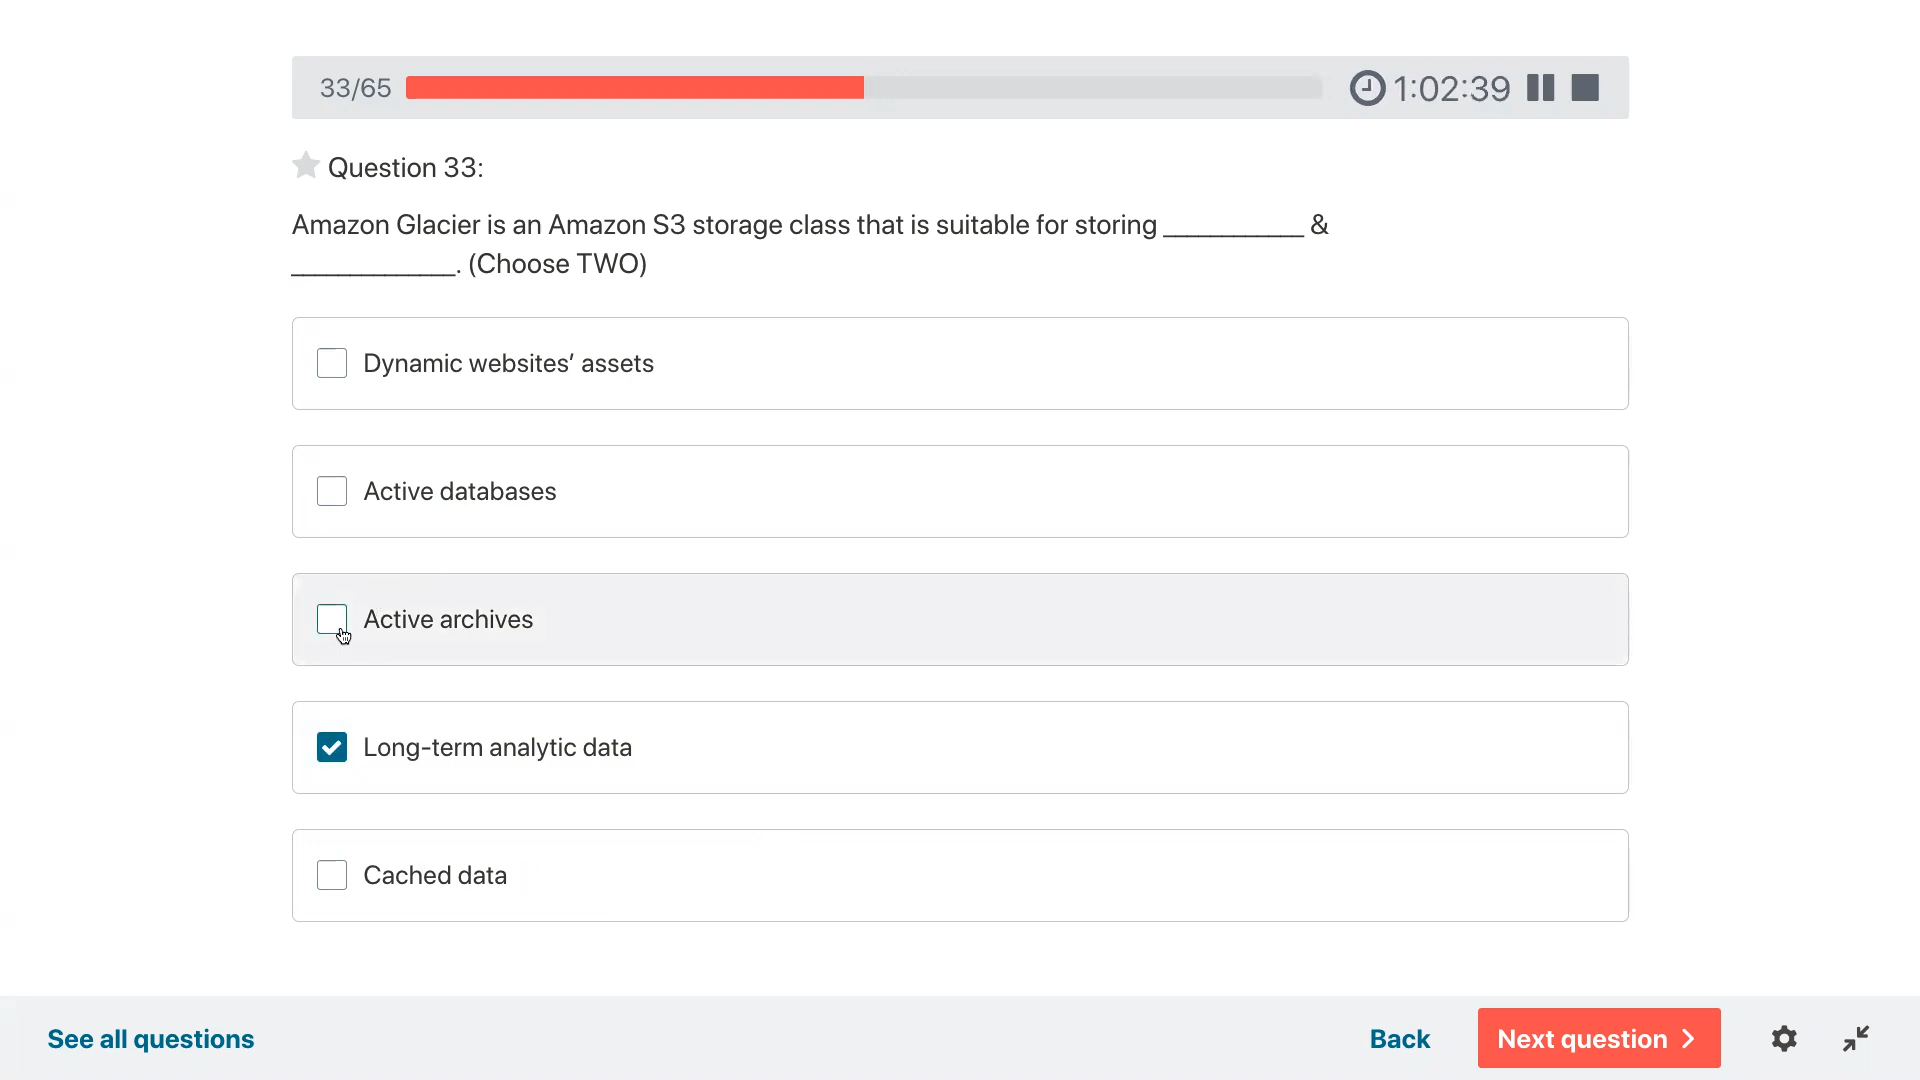 33/65
1:02:39
Question 33:
Amazon Glacier is an Amazon S3 storage class that is suitable for storing ____________ &
______________. (Choose TWO)
Dynamic websites’ assets
Active databases
Active archives
Long-term analytic data
Cached data
See all questions
Back
Next question